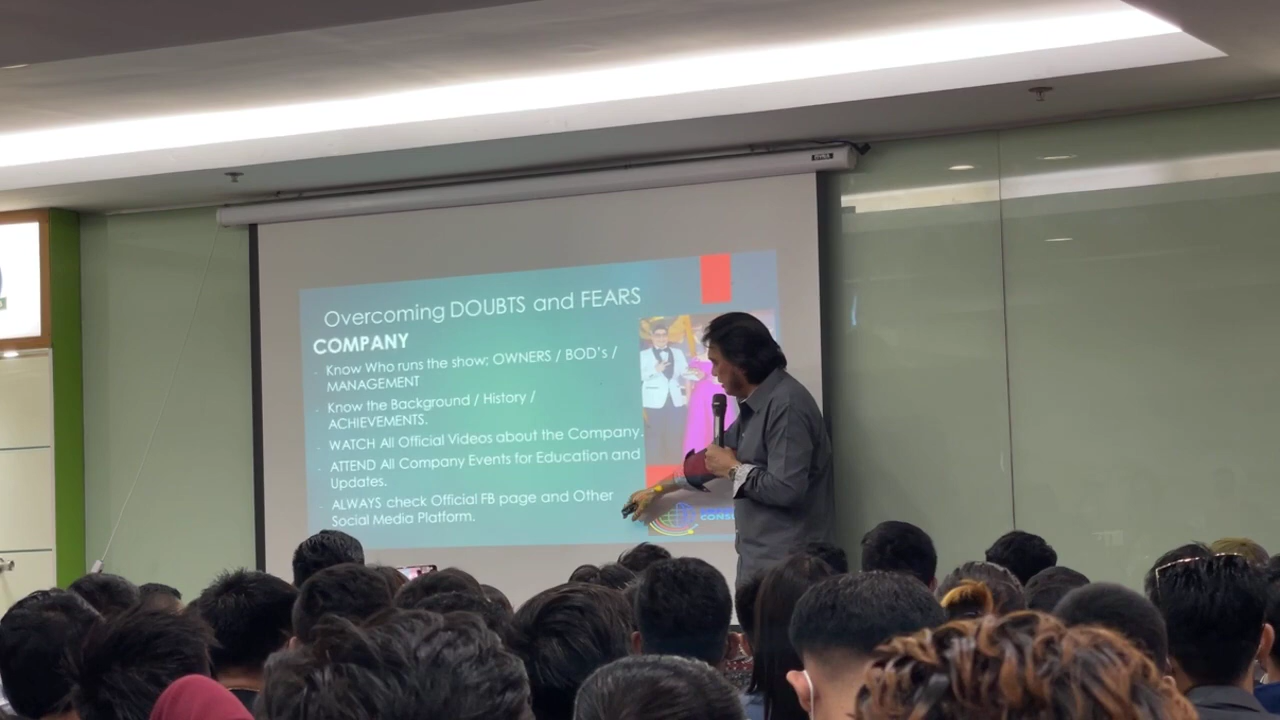 Overcoming DOUBTS and FEARS
COMPANY
- Know Who runs the show; OWNERS / BOD's /
MANAGEMENT
- Know the Background / History /
ACHIEVEMENTS.
- WATCH All Official Videos about the Company.
- ATTEND All Company Events for Education and
Updates.
- ALWAYS check Official FB page and Other
Social Media Platform.